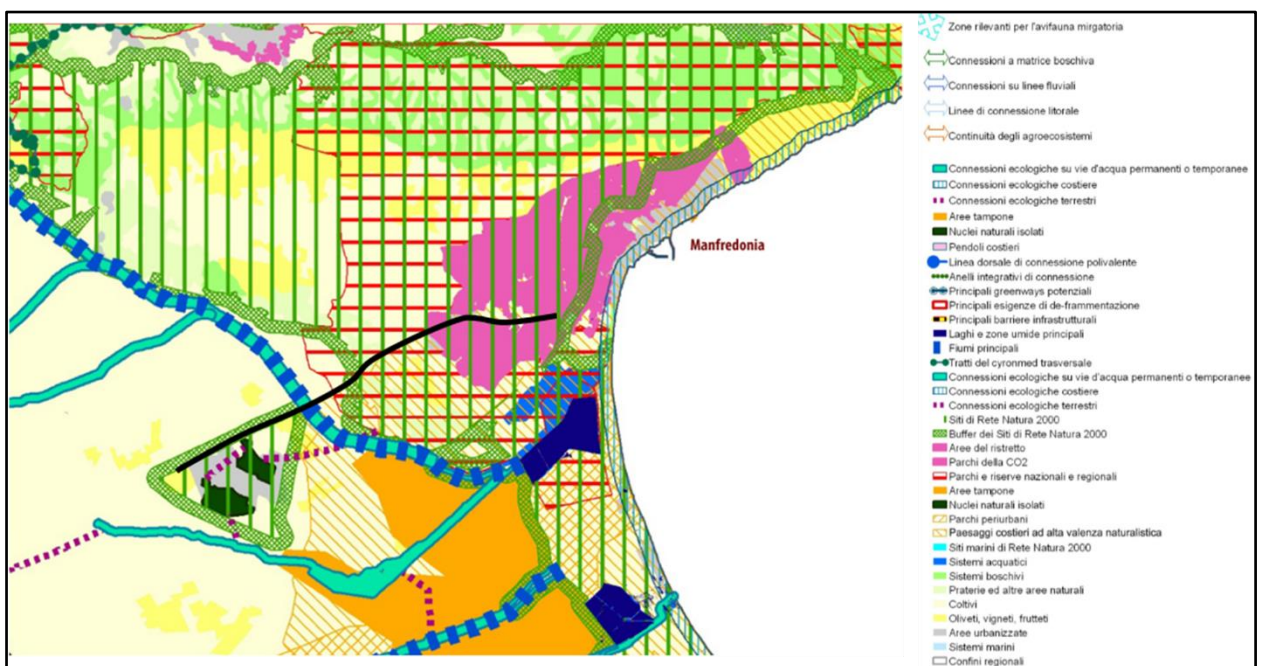 Manfredonia
Zone rilevanti per l'avifauna mirgatoria
Connessioni a matrice boschiva
Connessioni su linee fluviali
Linee di connessione litorale
Continuità degli agroecosistemi
Connessioni ecologiche su vie d'acqua permanenti o temporanee
Connessioni ecologiche costiere
Connessioni ecologiche terrestri
Aree tampone
Nuclei naturali isolati
Pendoli costieri
Linea dorsale di connessione polivalente
Anelli integrativi di connessione
Principali greenways potenziali
Principali esigenze di de-frammentazione
Principali barriere infrastrutturali
Laghi e zone umide principali
Fiumi principali
Tratti del cyronmed trasversale
Connessioni ecologiche su vie d'acqua permanenti o temporanee
Connessioni ecologiche costiere
Connessioni ecologiche terrestri
Siti di Rete Natura 2000
Buffer dei Siti di Rete Natura 2000
Aree del ristretto
Parchi della CO2
Parchi e riserve nazionali e regionali
Aree tampone
Nuclei naturali isolati
Parchi periurbani
Paesaggi costieri ad alta valenza naturalistica
Siti marini di Rete Natura 2000
Sistemi acquatici
Sistemi boschivi
Praterie ed altre aree naturali
Coltivi
Oliveti, vigneti, frutteti
Aree urbanizzate
Sistemi marini
Confini regionali